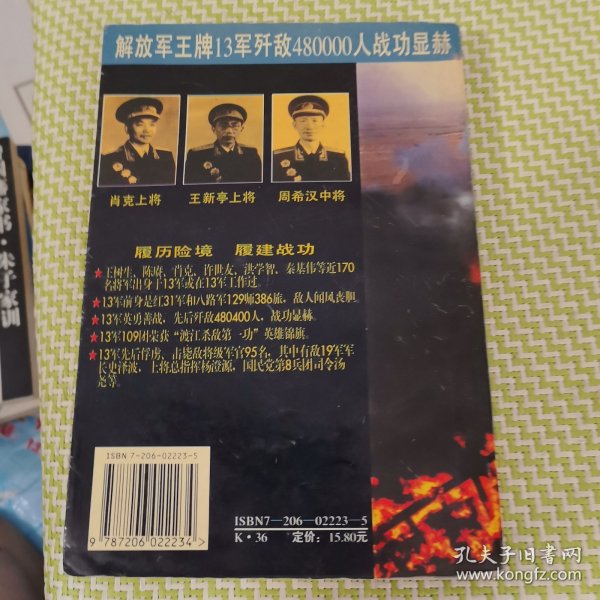 解放军王牌13军歼敌480000人战功显赫
肖克上将
王新亭上将
周希汉中将
履历险境 履建战功
★王树生、陈赓、肖克、许世友、洪学智、秦基伟等近170
名将军出身于13军或在13军工作过。
★13军前身是红31军和八路军129师386旅，敌人闻风丧胆。
★13军英勇善战，先后歼敌480400人，战功显赫。
★13军109团荣获“渡江杀敌第一功”英雄锦旗。
★13军先后俘虏、击毙敌将级军官95名，其中有敌19军军
长史泽波，上将总指挥杨澄源，国民党第8兵团司令汤
尧等。
ISBN 7-206-02223-5
9 787206 022234 >
ISBN7—206—02223—5
K·36 定价：15.80元
家书·朱子家训
孔夫子旧书网
www.kongfz.com